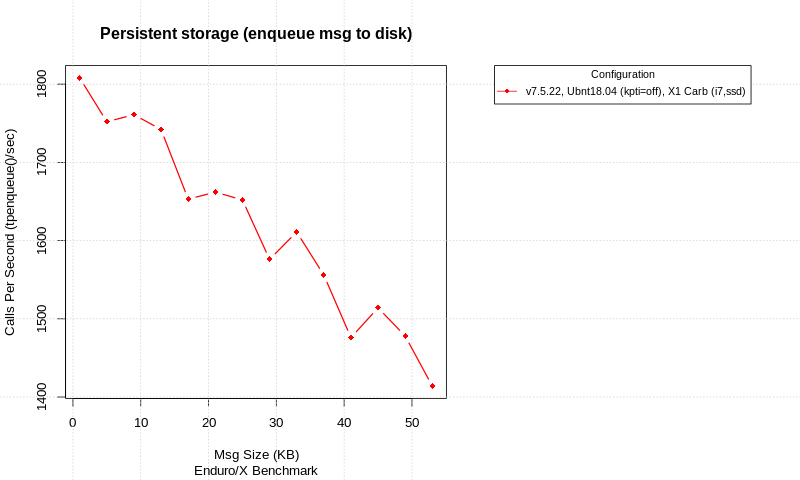 Persistent storage (enqueue msg to disk)
Configuration
v7.5.22, Ubnt18.04 (kpti=off), X1 Carb (i7,ssd)
Calls Per Second (tpenqueue()/sec)
1800
1700
1600
1500
1400
0 10 20 30 40 50
Msg Size (KB)
Enduro/X Benchmark